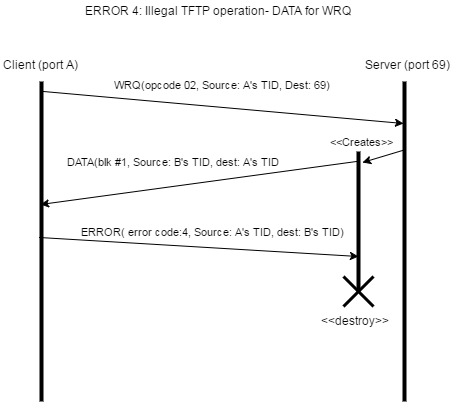 ERROR 4: Illegal TFTP operation- DATA for WRQ
Client (port A)
Server (port 69)
WRQ(opcode 02, Source: A's TID, Dest: 69)
<<Creates>>
DATA(blk #1, Source: B's TID, dest: A's TID
ERROR( error code:4, Source: A's TID, dest: B's TID)
<<destroy>>